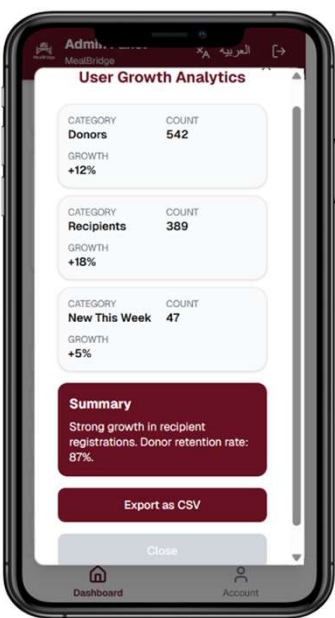 Admin Panel
العربية
MealBridge
User Growth Analytics
CATEGORY COUNT
Donors 542
GROWTH
+12%
CATEGORY COUNT
Recipients 389
GROWTH
+18%
CATEGORY COUNT
New This Week 47
GROWTH
+5%
Summary
Strong growth in recipient
registrations. Donor retention rate:
87%.
Export as CSV
Close
Dashboard Account